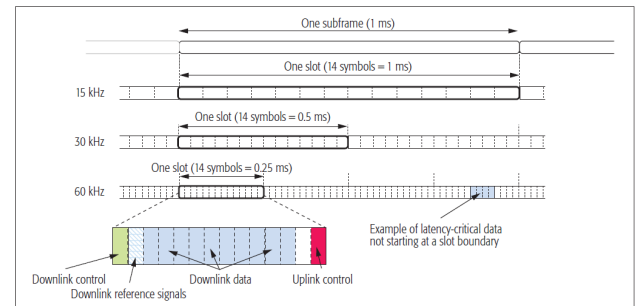 One subframe (1 ms)
One slot (14 symbols = 1 ms)
15 kHz
One slot (14 symbols = 0.5 ms)
30 kHz
One slot (14 symbols = 0.25 ms)
60 kHz
Example of latency-critical data
not starting at a slot boundary
Downlink control
Downlink data
Uplink control
Downlink reference signals